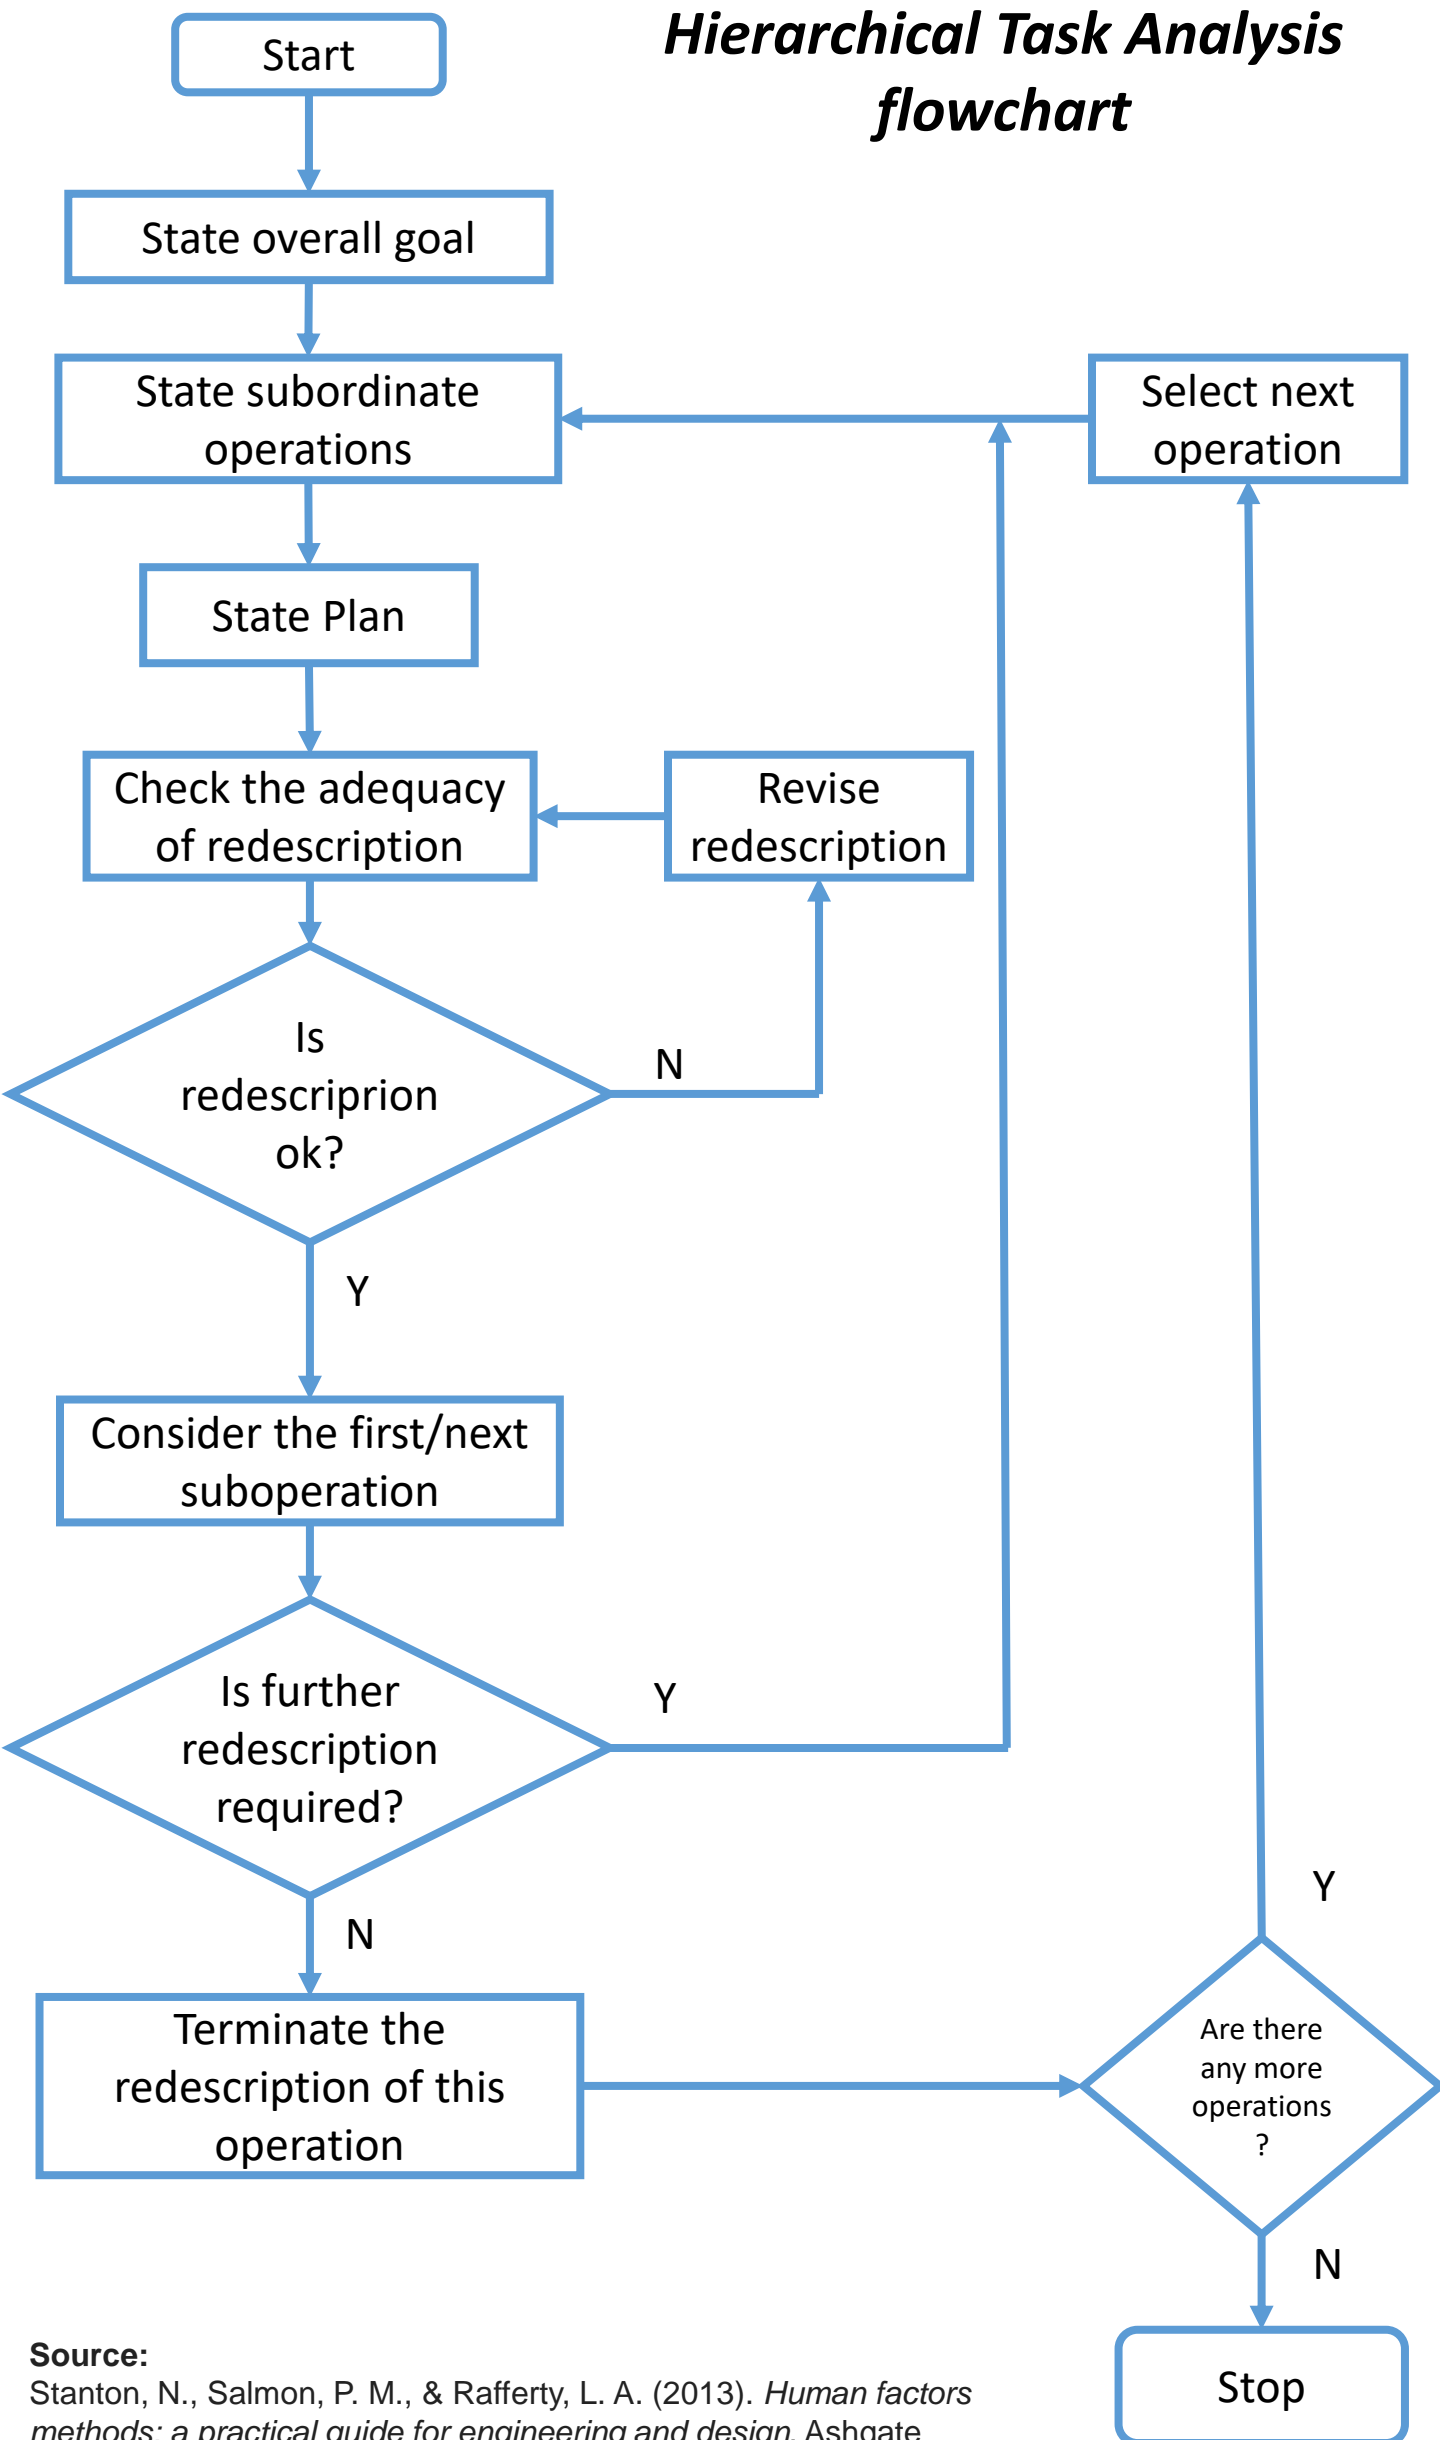 Hierarchical Task Analysis
flowchart
Start
State overall goal
State subordinate
operations
Select next
operation
State Plan
Check the adequacy
of redescription
Revise
redescription
Is
redescriprion
ok?
N
Y
Consider the first/next
suboperation
Is further
redescription
required?
Y
N
Terminate the
redescription of this
operation
Y
Are there
any more
operations
?
N
Stop
Source:
Stanton, N., Salmon, P. M., & Rafferty, L. A. (2013). Human factors
methods: a practical guide for engineering and design. Ashgate